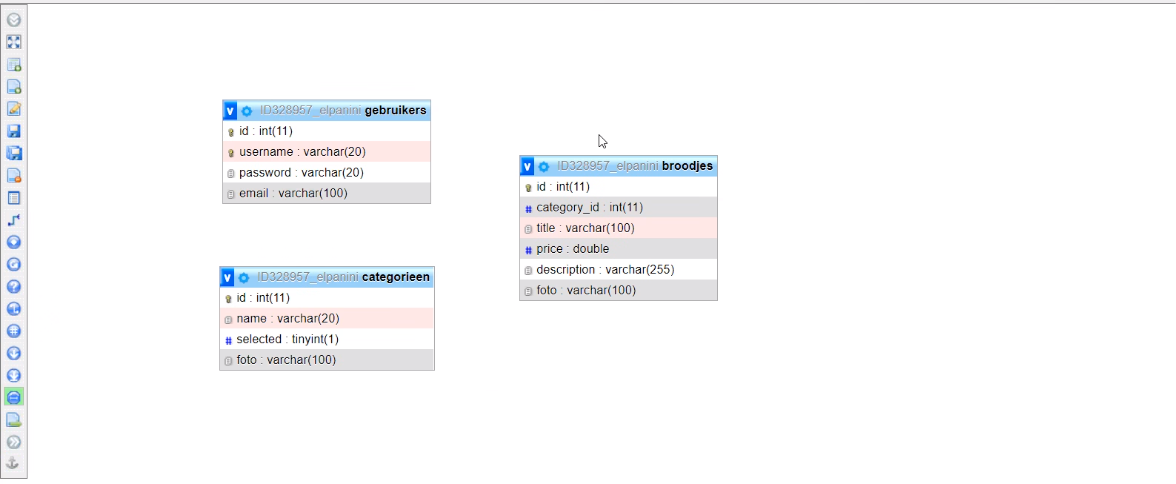 v ID328957_elpanini gebruikers
id : int(11)
username : varchar(20)
password : varchar(20)
email : varchar(100)
v ID328957_elpanini broodjes
id : int(11)
# category_id : int(11)
title : varchar(100)
# price : double
description : varchar(255)
foto : varchar(100)
v ID328957_elpanini categorieen
id : int(11)
name : varchar(20)
# selected : tinyint(1)
foto : varchar(100)